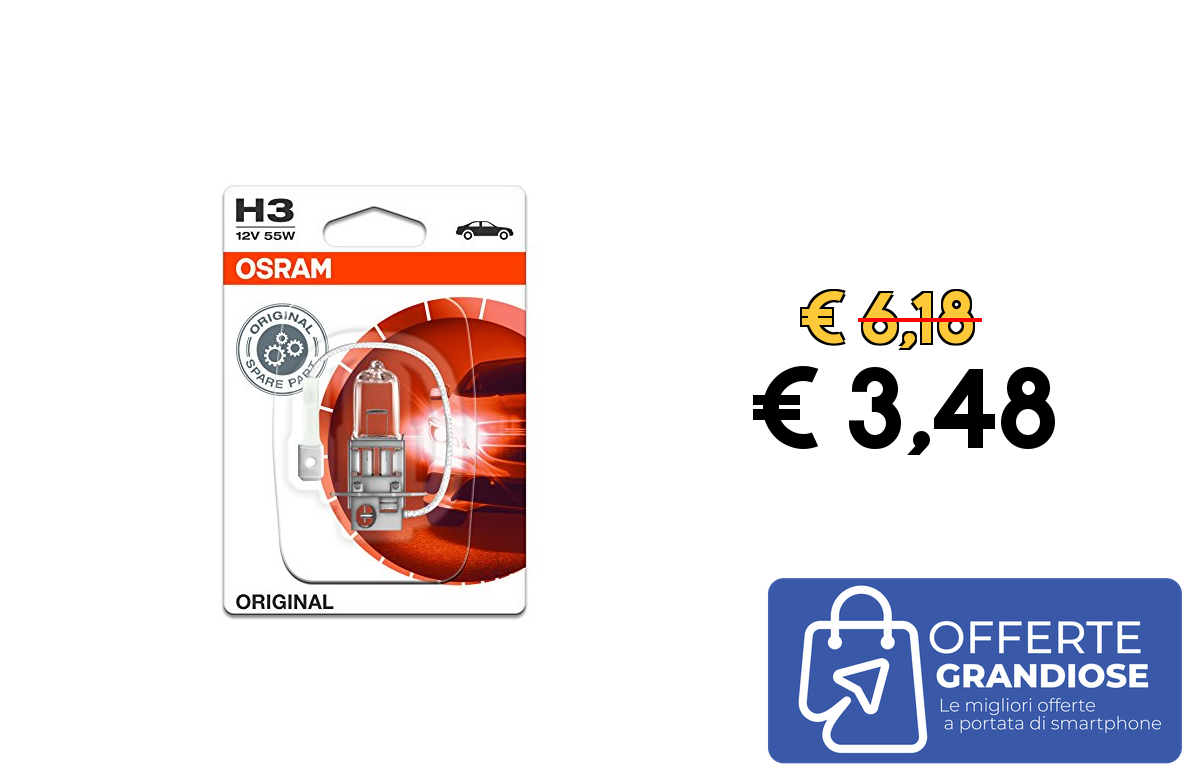 H3
12V 55W
OSRAM
ORIGINAL
SPARE PART
ORIGINAL
€ 6,18
€ 3,48
OFFERTE
GRANDIOSE
Le migliori offerte
a portata di smartphone